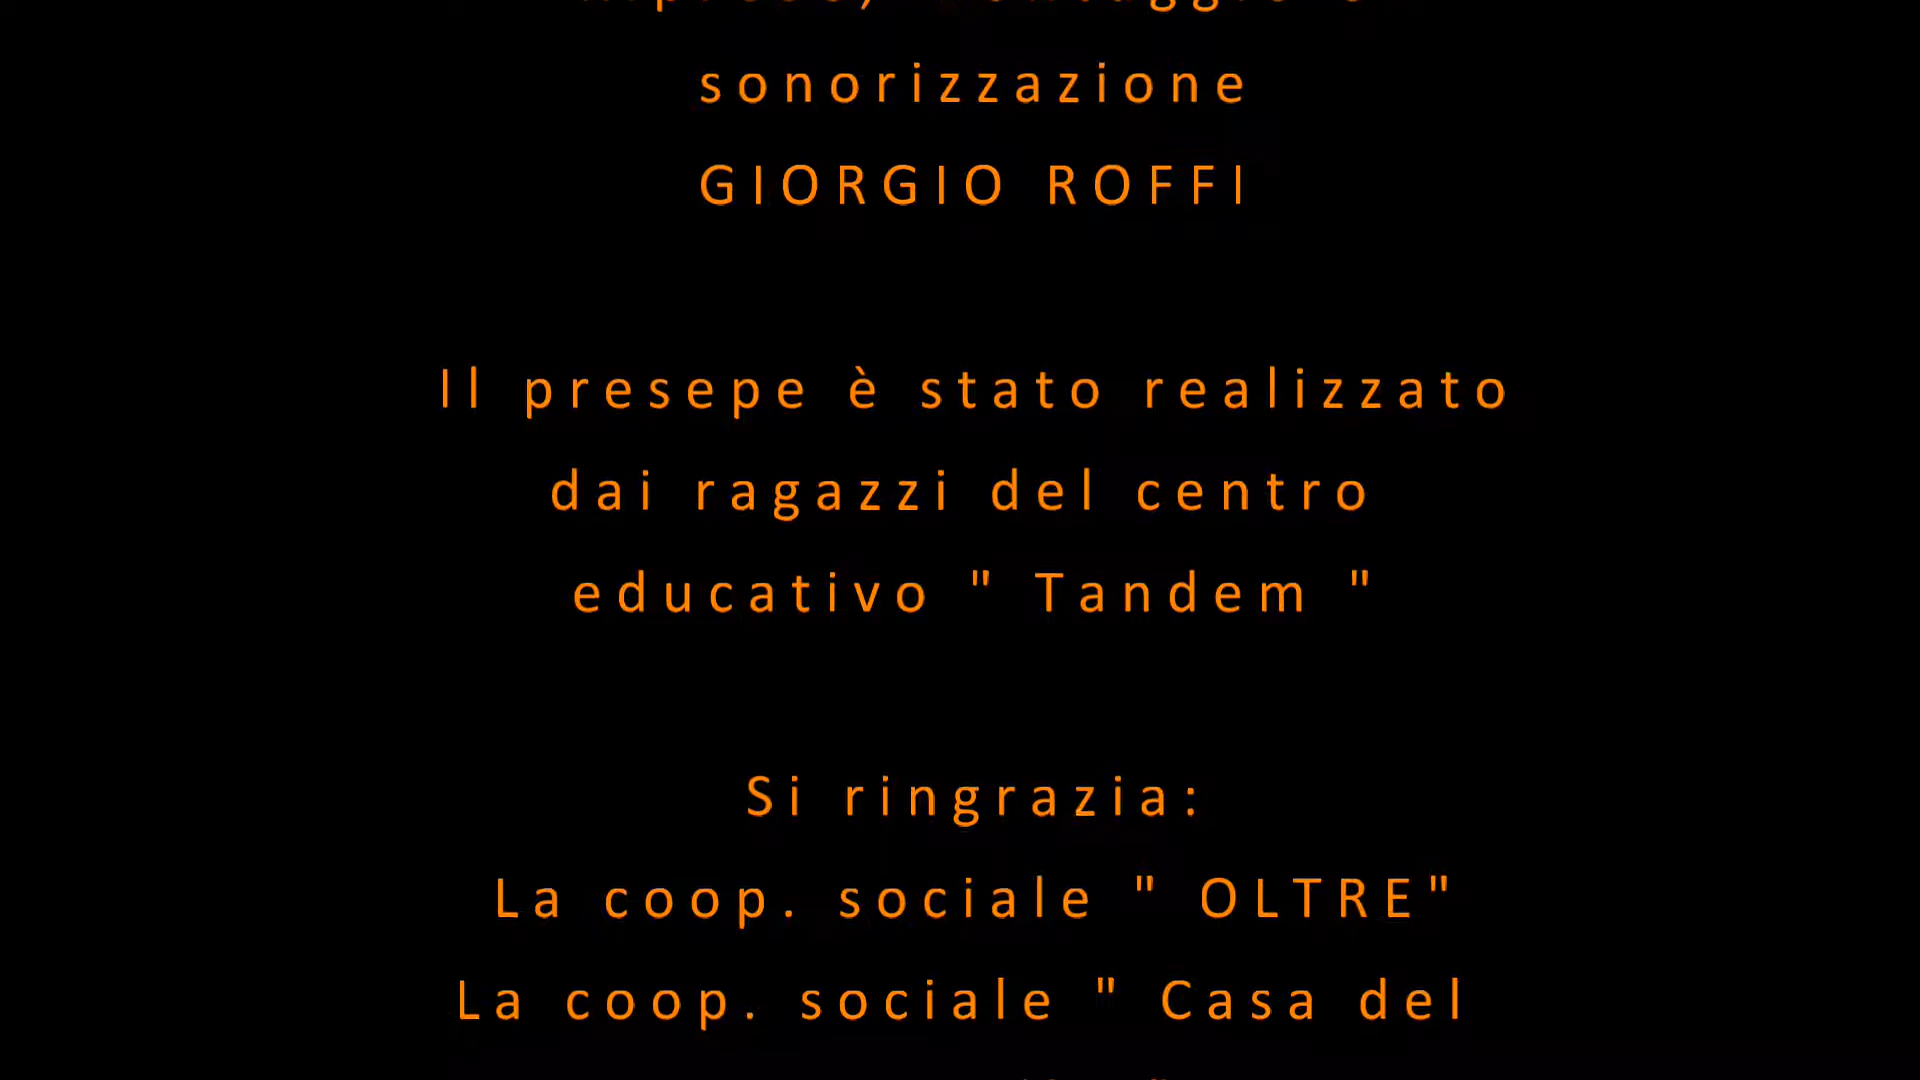 sonorizzazione
GIORGIO ROFFI
Il presepe è stato realizzato
dai ragazzi del centro
educativo " Tandem "
Si ringrazia:
La coop. sociale " OLTRE"
La coop. sociale " Casa del